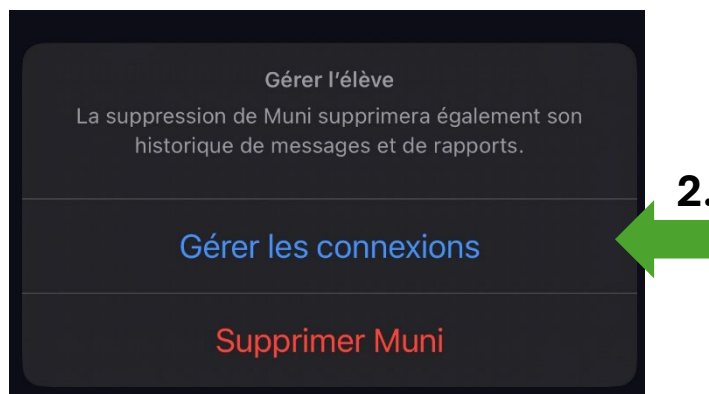 Gérer l'élève
La suppression de Muni supprimera également son
historique de messages et de rapports.
2.
Gérer les connexions
Supprimer Muni